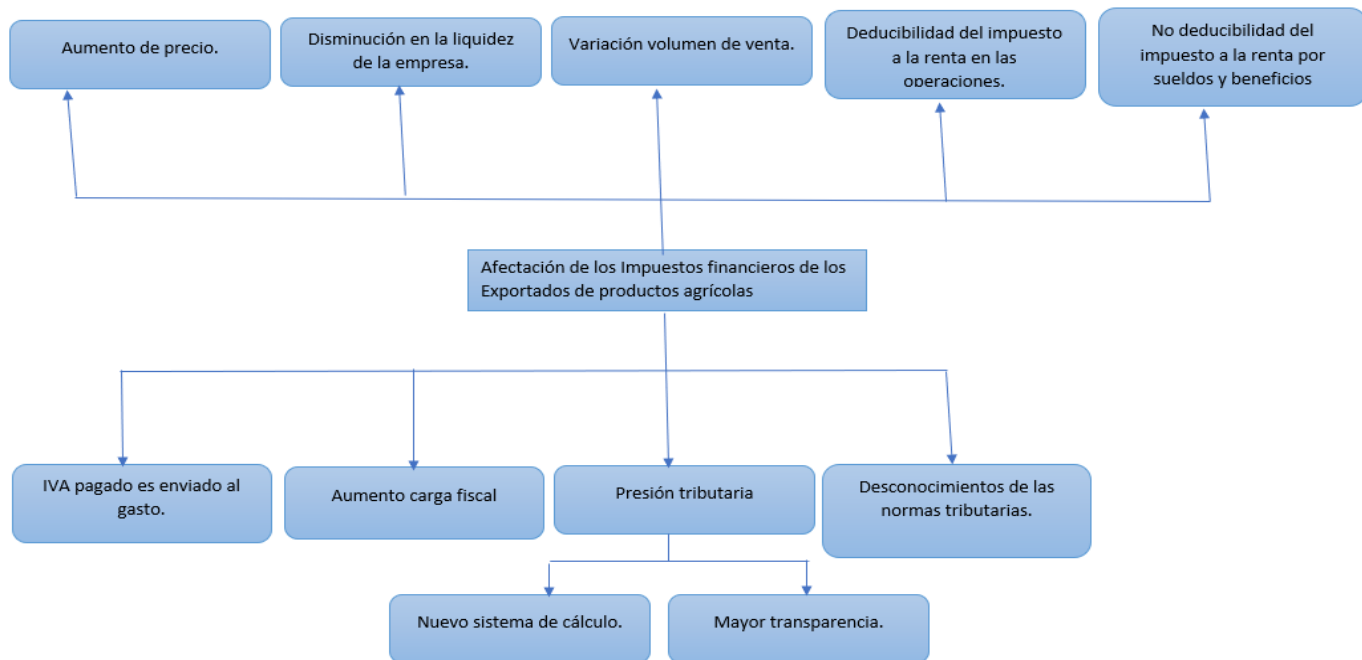 Aumento de precio.
Disminución en la liquidez
de la empresa.
Variación volumen de venta.
Deducibilidad del impuesto
a la renta en las
operaciones.
No deducibilidad del
impuesto a la renta por
sueldos y beneficios
Afectación de los Impuestos financieros de los
Exportados de productos agrícolas
IVA pagado es enviado al
gasto.
Aumento carga fiscal
Presión tributaria
Desconocimientos de las
normas tributarias.
Nuevo sistema de cálculo.
Mayor transparencia.